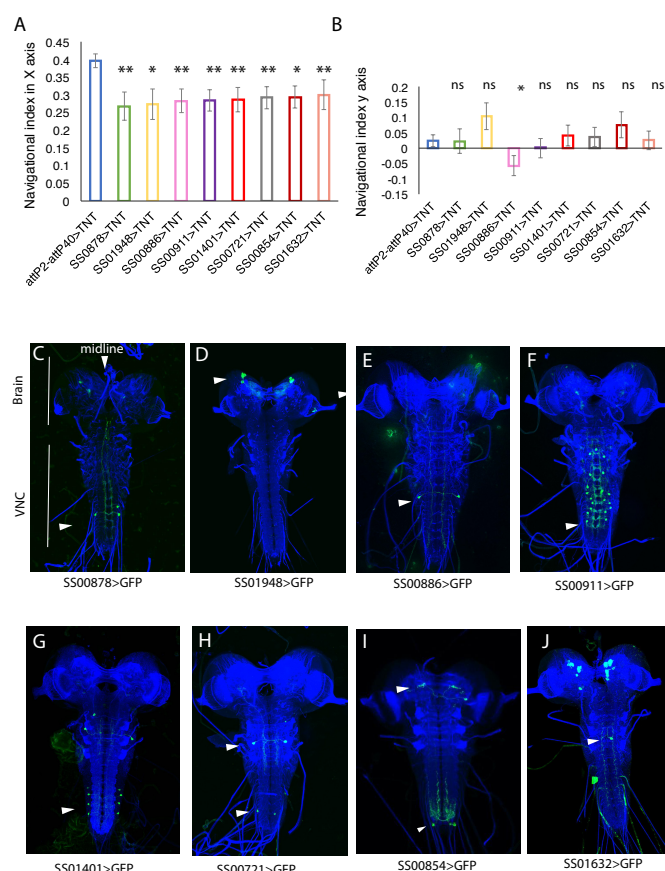 A
B
Navigational index in X axis
0.45
0.4
0.35
0.3
0.25
0.2
0.15
0.1
0.05
0
** * ** ** ** ** * **
attP2-attP40>TNT
SS0878>TNT
SS01948>TNT
SS00886>TNT
SS00911>TNT
SS01401>TNT
SS00721>TNT
SS00854>TNT
SS01632>TNT
Navigational index y axis
0.2
0.15
0.1
0.05
0
-0.05
-0.1
-0.15
ns ns * ns ns ns ns ns
attP2-attP40>TNT
SS0878>TNT
SS01948>TNT
SS00886>TNT
SS00911>TNT
SS01401>TNT
SS00721>TNT
SS00854>TNT
SS01632>TNT
C
midline
D
E
F
Brain
VNC
SS00878>GFP
SS01948>GFP
SS00886>GFP
SS00911>GFP
G
H
I
J
SS01401>GFP
SS00721>GFP
SS00854>GFP
SS01632>GFP